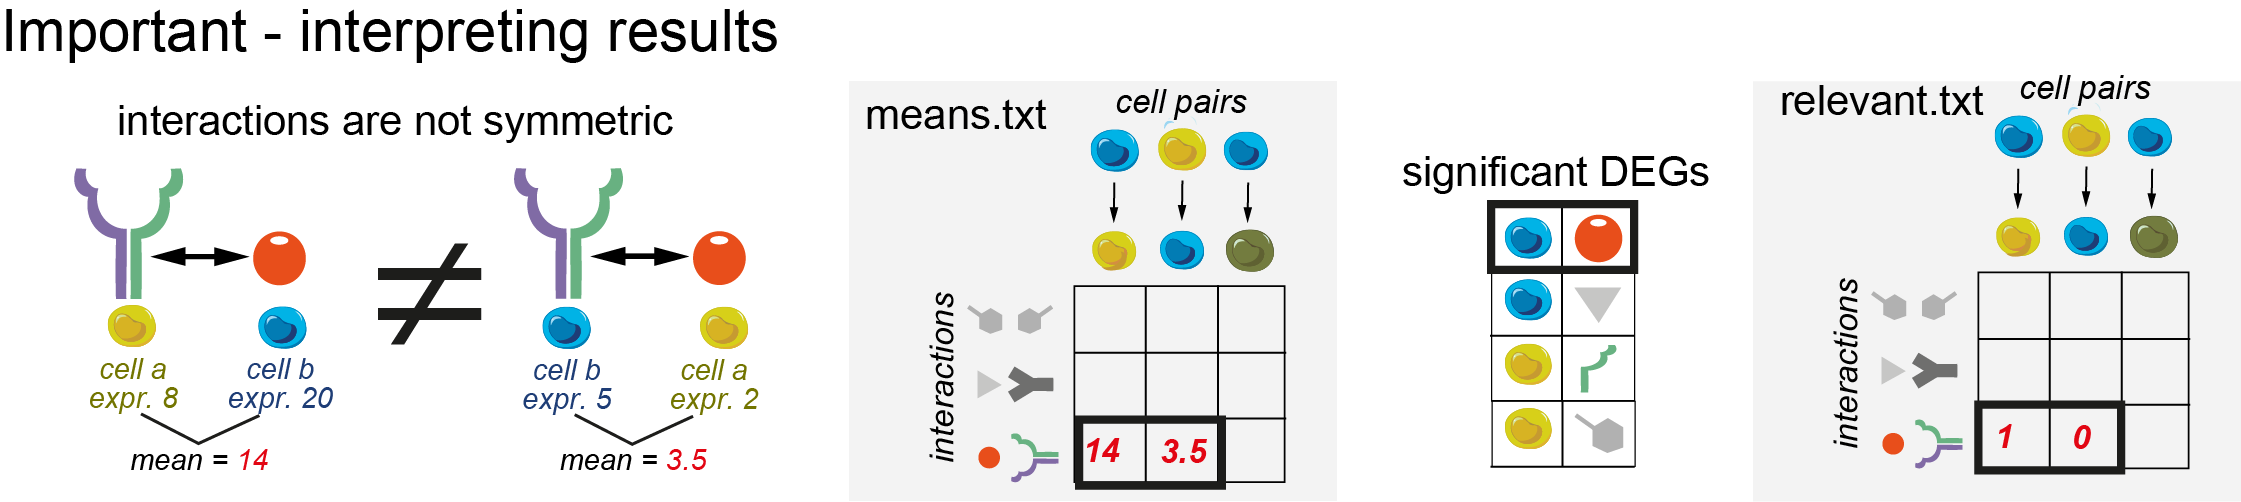 Important - interpreting results
interactions are not symmetric
cell a
expr. 8
cell b
expr. 20
mean = 14
≠
cell b
expr. 5
cell a
expr. 2
mean = 3.5
means.txt
cell pairs
interactions
14
3.5
significant DEGs
relevant.txt
cell pairs
interactions
1
0